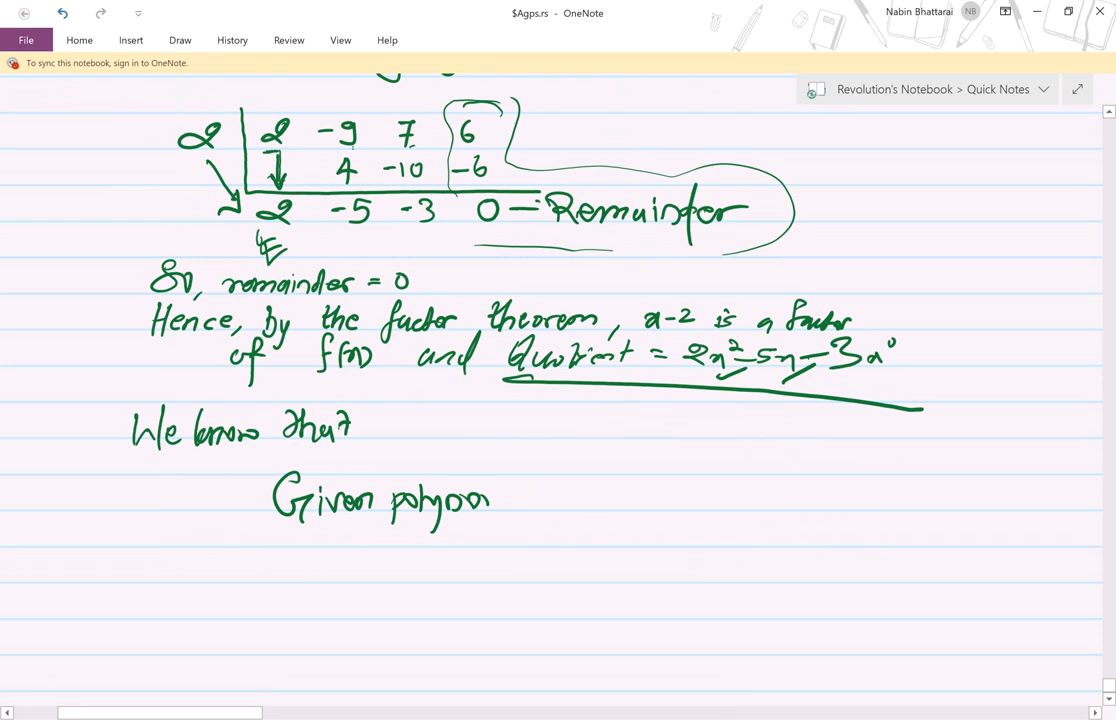 $Agps.rs - OneNote
Nabin Bhattarai NB
File Home Insert Draw History Review View Help
To sync this notebook, sign in to OneNote.
Revolution's Notebook > Quick Notes
2 2 -9 7 6
4 -10 -6
2 -5 -3 0 - Remainder
So, remainder = 0
Hence, by the factor theorem, x-2 is a factor
of f(x) and Quotient = 2x² - 5x - 3x⁰
We know that
Given polynom